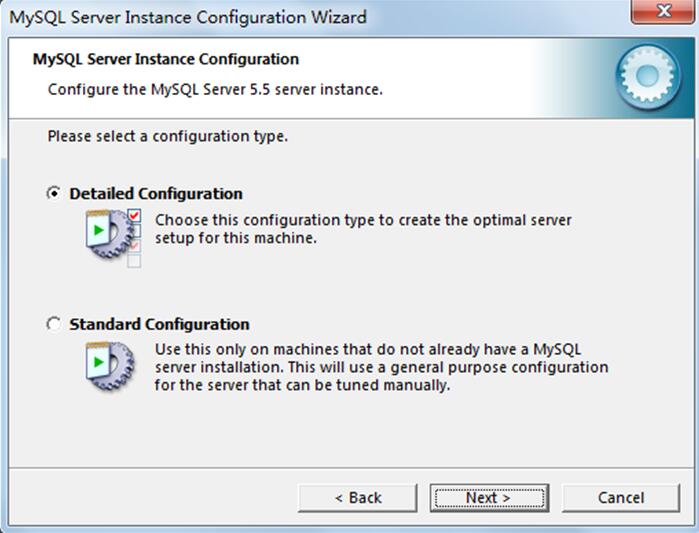 MySQL Server Instance Configuration Wizard
MySQL Server Instance Configuration
Configure the MySQL Server 5.5 server instance.
Please select a configuration type.
Detailed Configuration
Choose this configuration type to create the optimal server
setup for this machine.
Standard Configuration
Use this only on machines that do not already have a MySQL
server installation. This will use a general purpose configuration
for the server that can be tuned manually.
< Back
Next >
Cancel